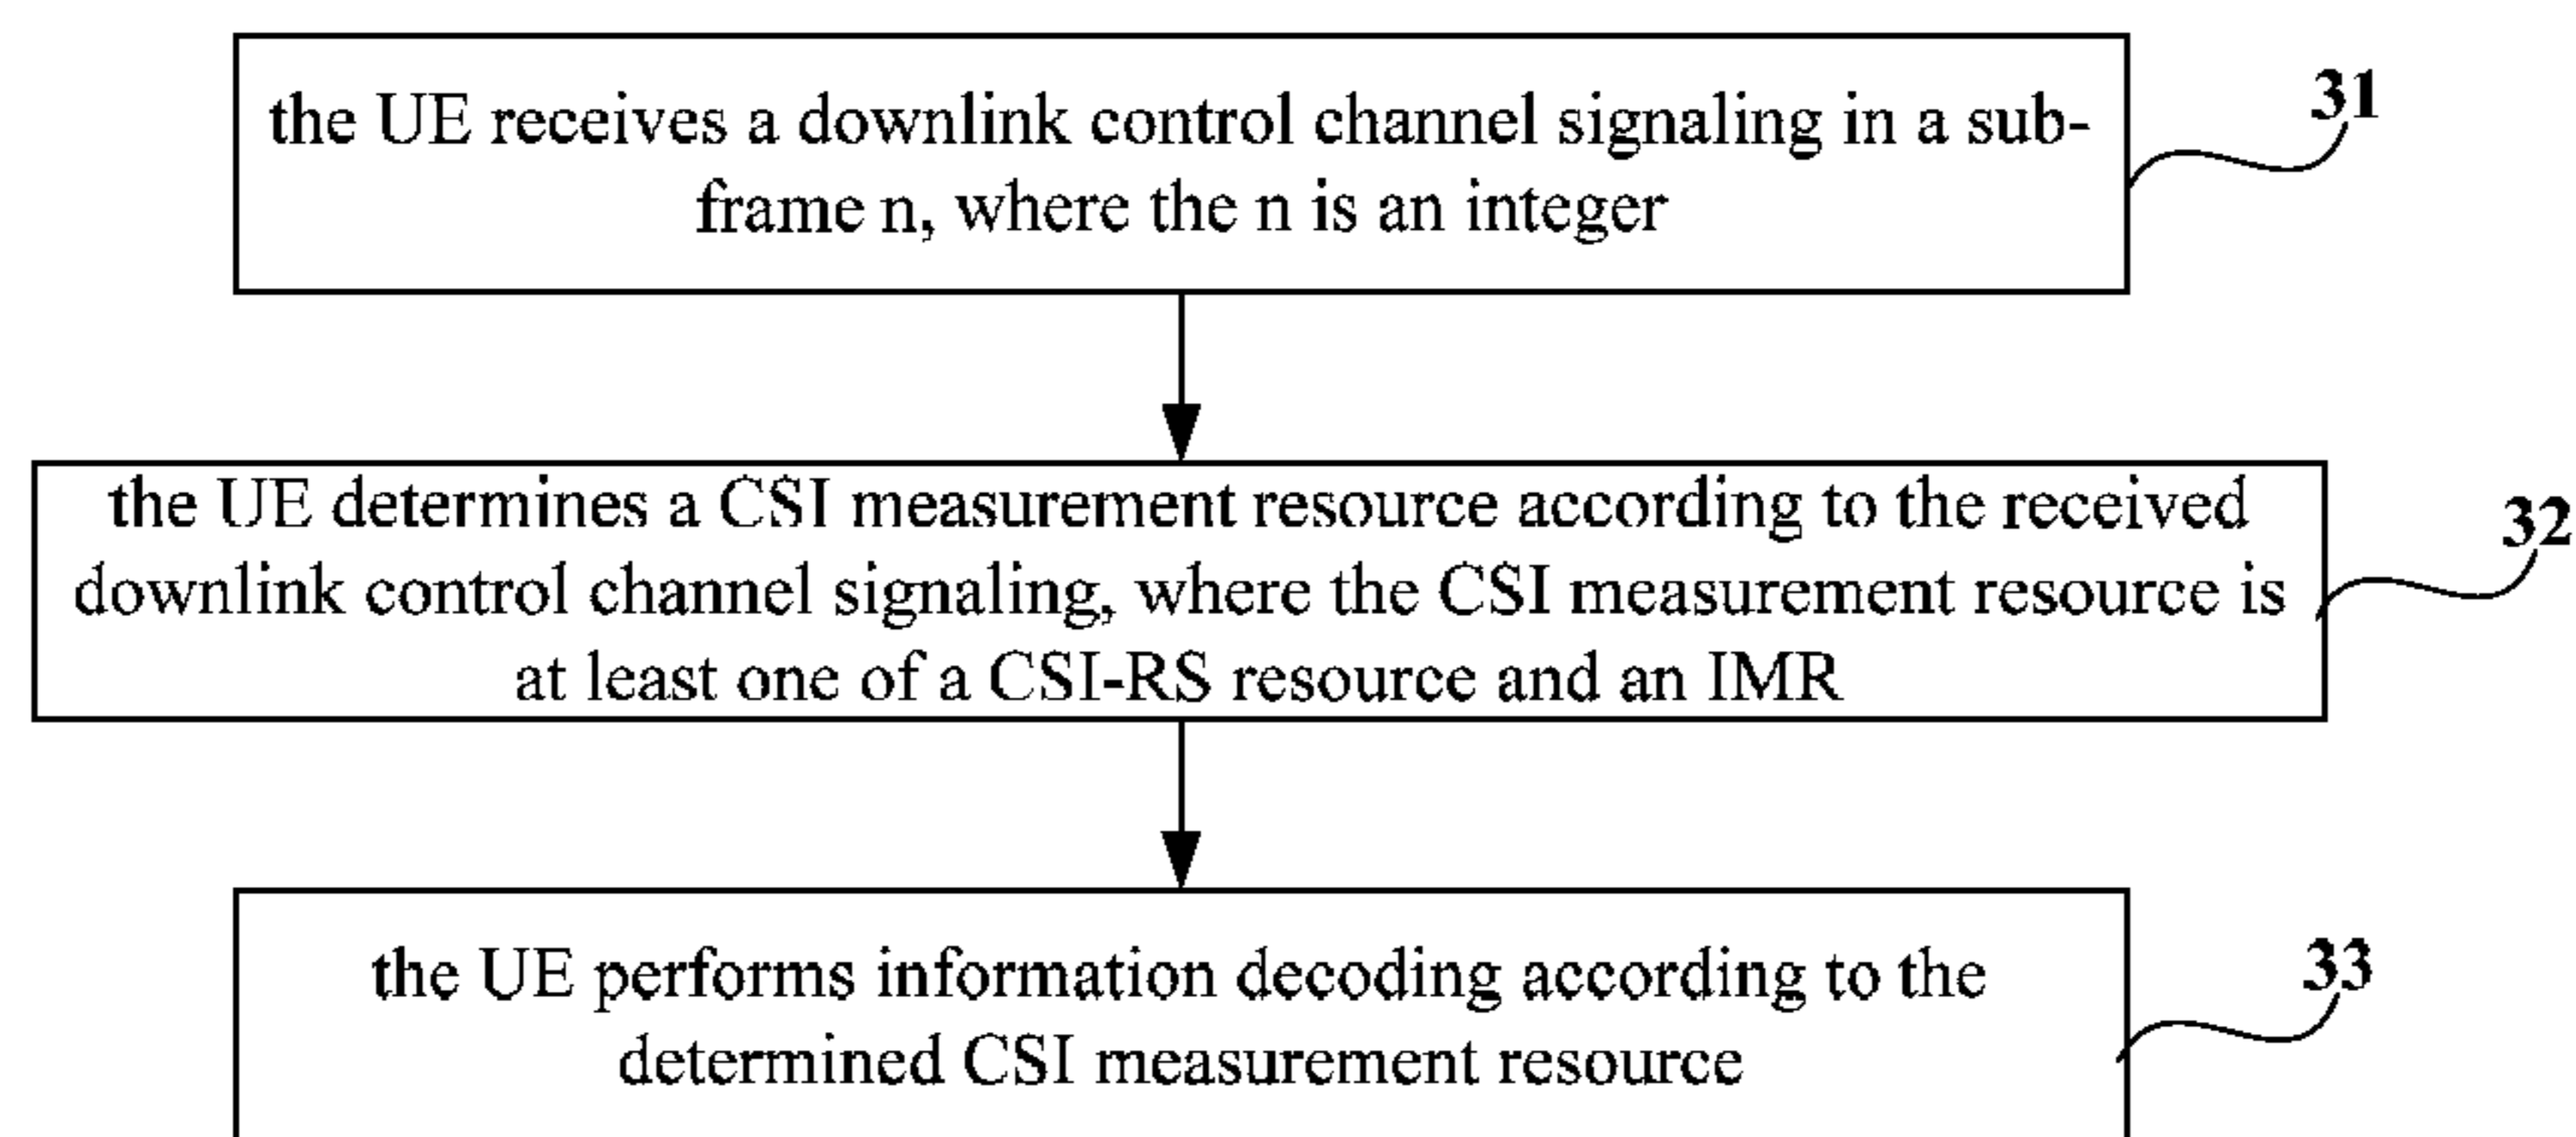 the UE receives a downlink control channel signaling in a sub-
frame n, where the n is an integer
31
the UE determines a CSI measurement resource according to the received
downlink control channel signaling, where the CSI measurement resource is
at least one of a CSI-RS resource and an IMR
32
the UE performs information decoding according to the
determined CSI measurement resource
33